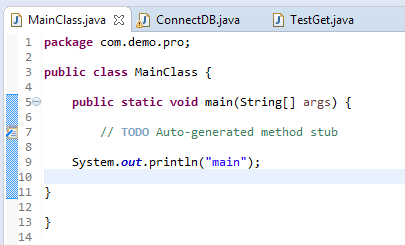 MainClass.java ConnectDB.java TestGet.java
1 package com.demo.pro;
2
3 public class MainClass {
4
5 public static void main(String[] args) {
6
7 // TODO Auto-generated method stub
8
9 System.out.println("main");
10
11 }
12
13 }
14